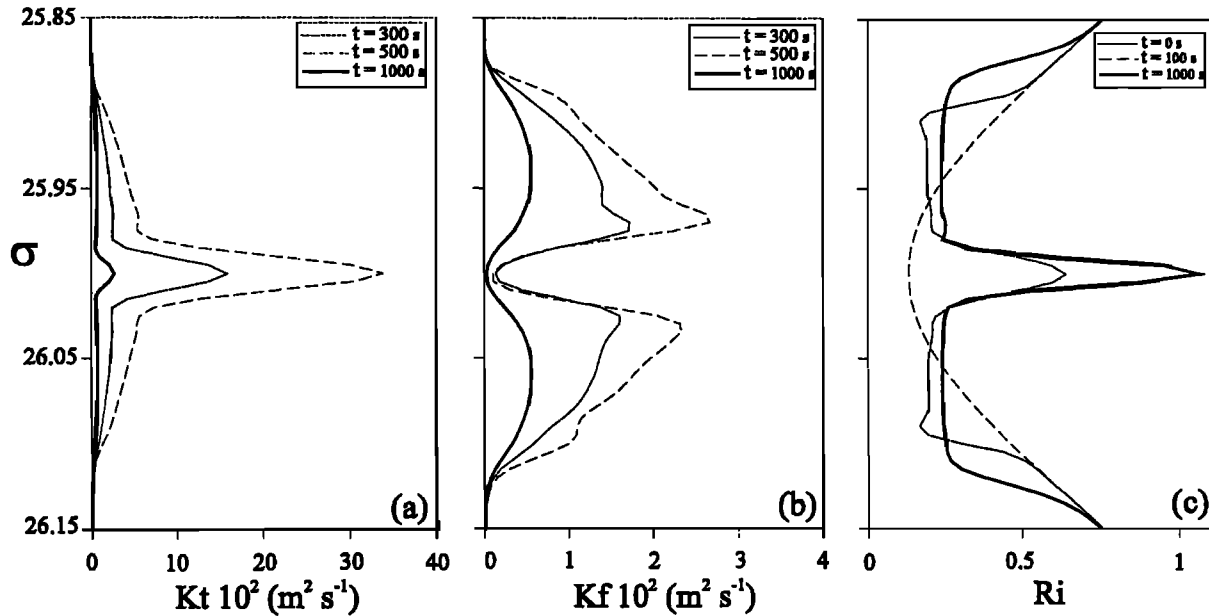 25.85
25.95
σ
26.05
26.15
t = 300 s
t = 500 s
t = 1000 s
(a)
0 10 20 30 40
Kt 10² (m² s⁻¹)
t = 300 s
t = 500 s
t = 1000 s
(b)
0 1 2 3 4
Kf 10² (m² s⁻¹)
t = 0 s
t = 100 s
t = 1000 s
(c)
0 0.5 1
Ri